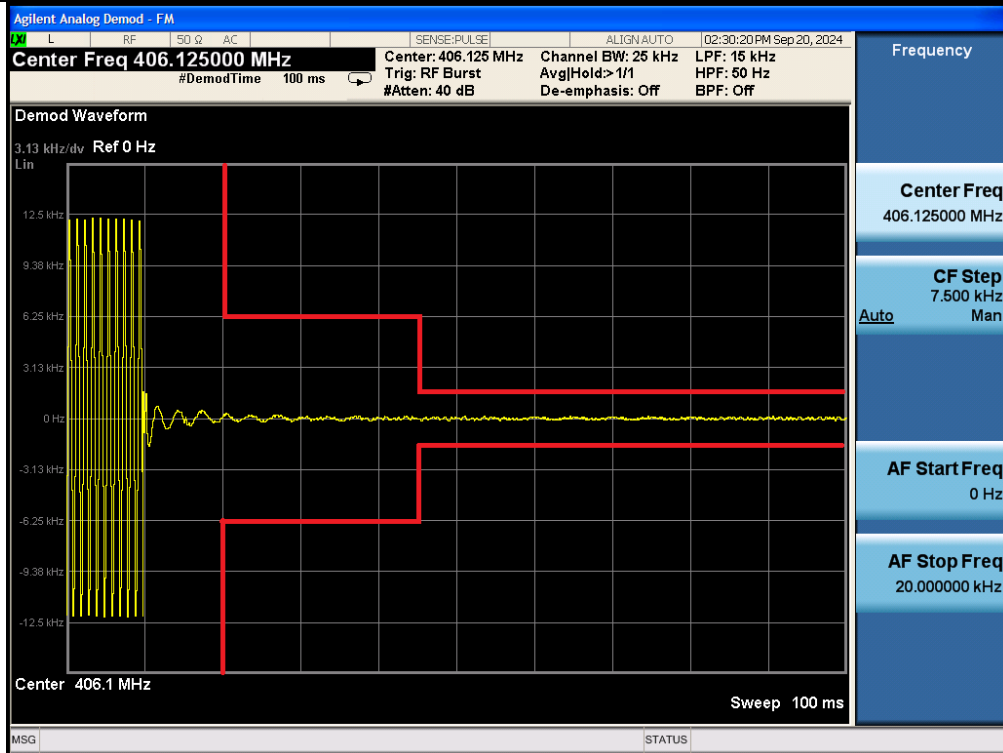 Agilent Analog Demod - FM
LXI L RF 50 Ω AC SENSE:PULSE ALIGN AUTO 02:30:20 PM Sep 20, 2024
Center Freq 406.125000 MHz
#DemodTime 100 ms
Center: 406.125 MHz
Trig: RF Burst
#Atten: 40 dB
Channel BW: 25 kHz
Avg|Hold:>1/1
De-emphasis: Off
LPF: 15 kHz
HPF: 50 Hz
BPF: Off
Demod Waveform
3.13 kHz/dv Ref 0 Hz
Lin
12.5 kHz
9.38 kHz
6.25 kHz
3.13 kHz
0 Hz
-3.13 kHz
-6.25 kHz
-9.38 kHz
-12.5 kHz
Center 406.1 MHz
Sweep 100 ms
Frequency
Center Freq
406.125000 MHz
CF Step
7.500 kHz
Auto Man
AF Start Freq
0 Hz
AF Stop Freq
20.000000 kHz
MSG STATUS